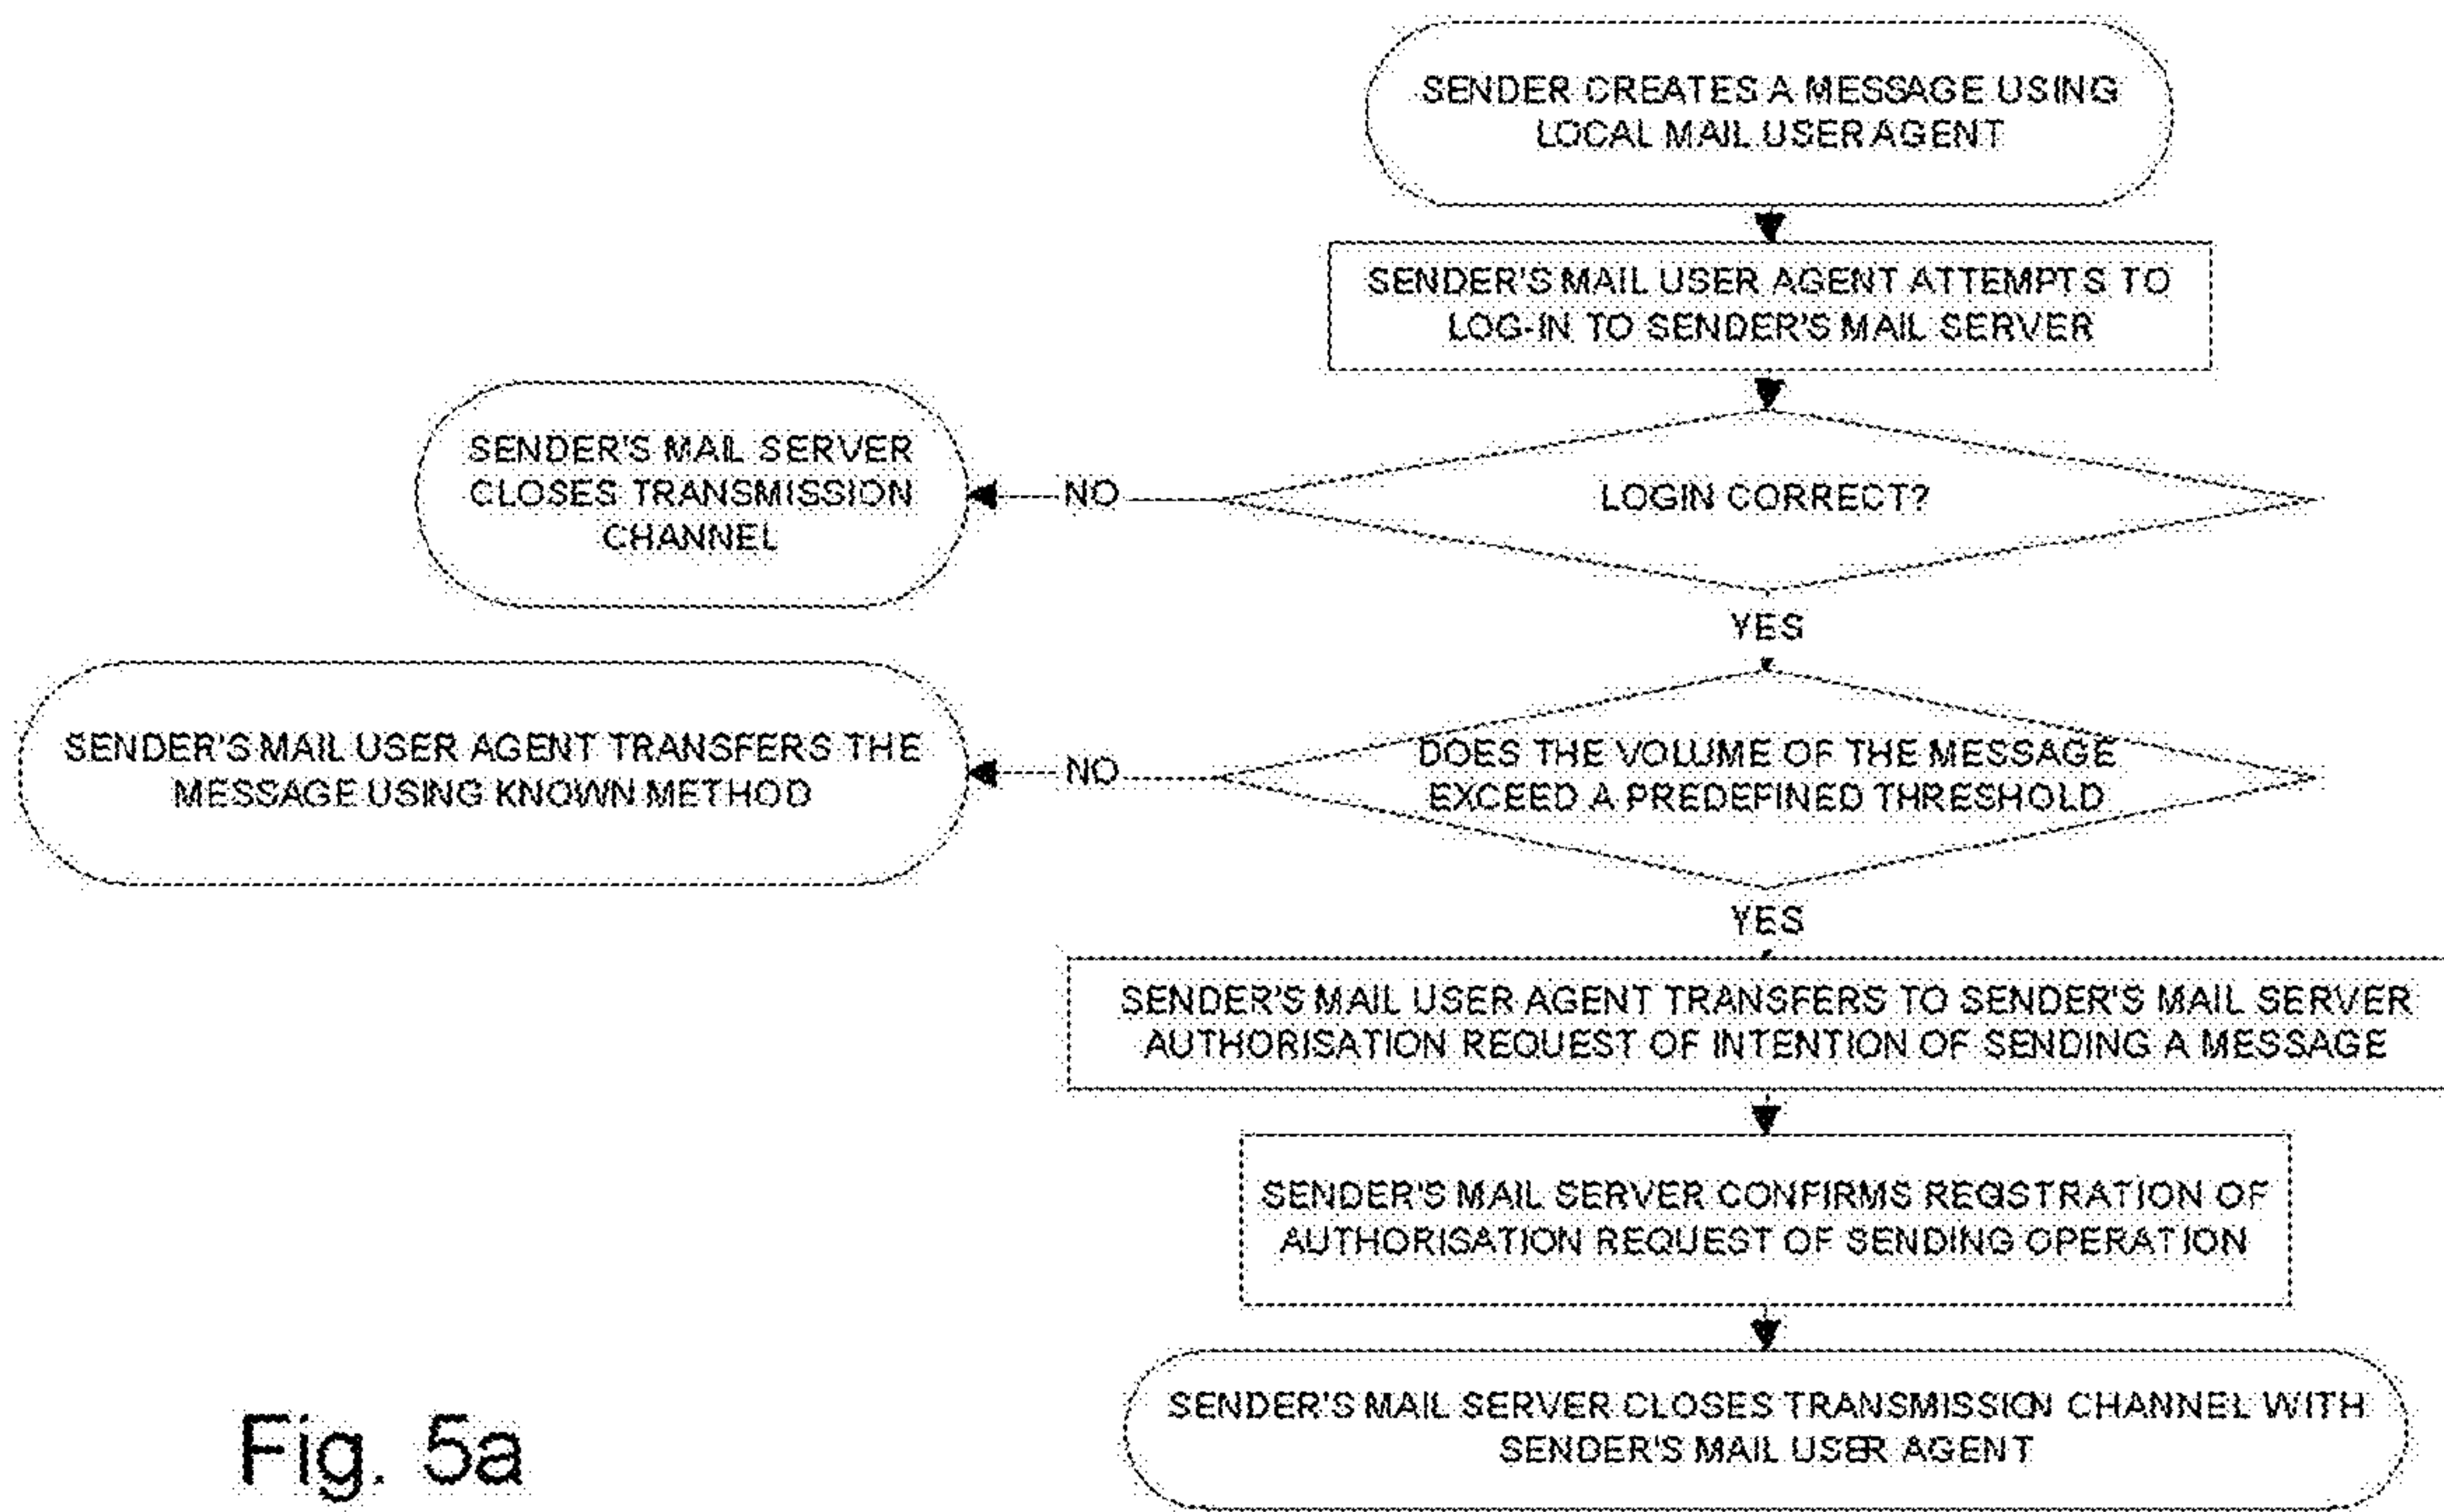 SENDER CREATES A MESSAGE USING
LOCAL MAIL USER AGENT
SENDER'S MAIL USER AGENT ATTEMPTS TO
LOG-IN TO SENDER'S MAIL SERVER
SENDER'S MAIL SERVER
CLOSES TRANSMISSION
CHANNEL
NO
LOGIN CORRECT?
YES
SENDER'S MAIL USER AGENT TRANSFERS THE
MESSAGE USING KNOWN METHOD
NO
DOES THE VOLUME OF THE MESSAGE
EXCEED A PREDEFINED THRESHOLD
YES
SENDER'S MAIL USER AGENT TRANSFERS TO SENDER'S MAIL SERVER
AUTHORISATION REQUEST OF INTENTION OF SENDING A MESSAGE
SENDER'S MAIL SERVER CONFIRMS REGISTRATION OF
AUTHORISATION REQUEST OF SENDING OPERATION
SENDER'S MAIL SERVER CLOSES TRANSMISSION CHANNEL WITH
SENDER'S MAIL USER AGENT
Fig. 5a